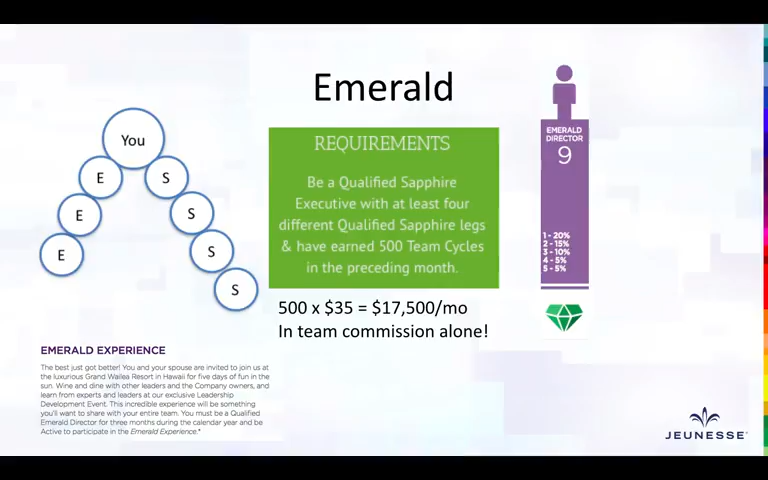 Emerald
You
E
S
E
S
E
S
S
REQUIREMENTS
Be a Qualified Sapphire
Executive with at least four
different Qualified Sapphire legs
& have earned 500 Team Cycles
in the preceding month.
500 x $35 = $17,500/mo
In team commission alone!
EMERALD
DIRECTOR
9
1 - 20%
2 - 15%
3 - 10%
4 - 5%
5 - 5%
EMERALD EXPERIENCE
The best just got better! You and your spouse are invited to join us at
the luxurious Grand Wailea Resort in Hawaii for five days of fun in the
sun. Wine and dine with other leaders and the Company owners, and
learn from experts and leaders at our exclusive Leadership
Development Event. This incredible experience will be something
you'll want to share with your entire team. You must be a Qualified
Emerald Director for three months during the calendar year and be
Active to participate in the Emerald Experience.*
JEUNESSE